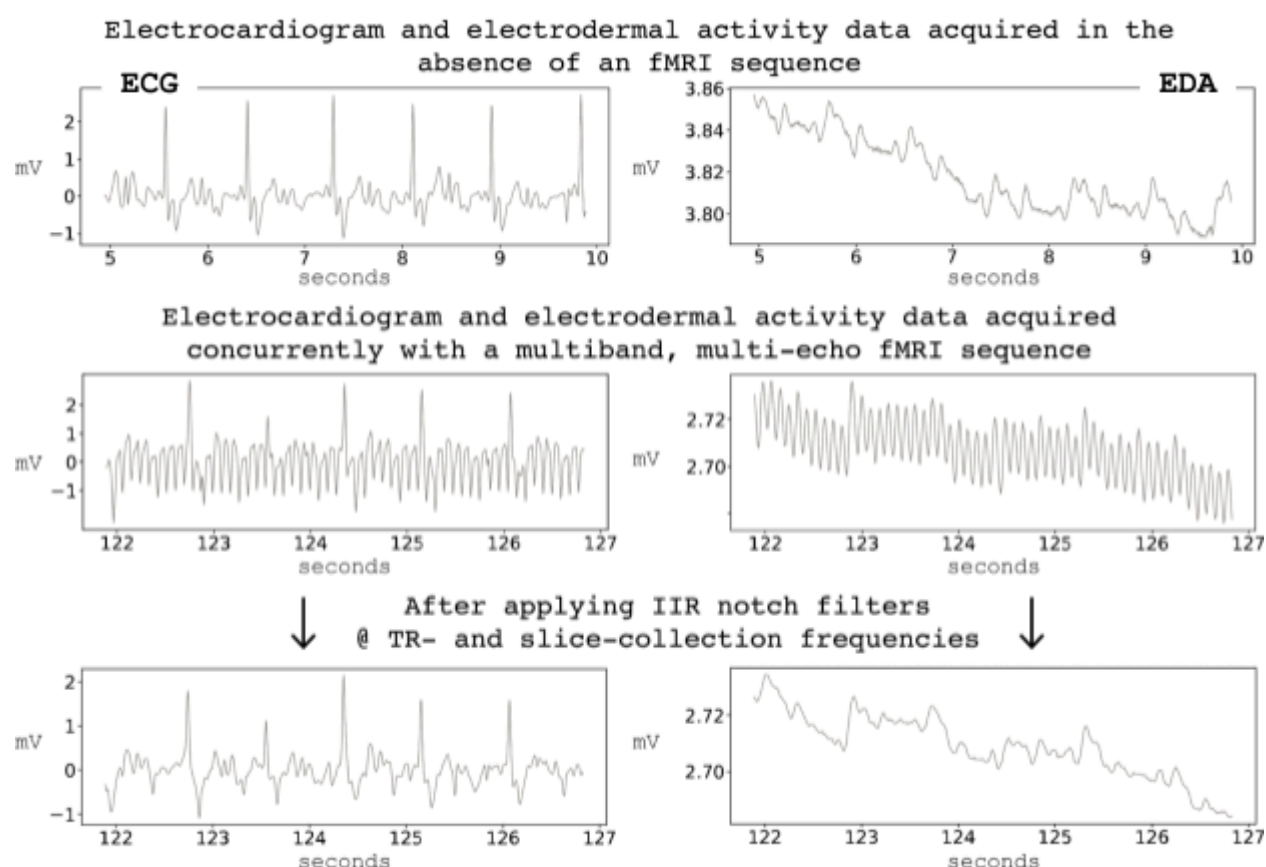 Electrocardiogram and electrodermal activity data acquired in the
absence of an fMRI sequence
ECG
EDA
mV
2
1
0
−1
5
6
7
8
9
10
seconds
mV
3.86
3.84
3.82
3.80
5
6
7
8
9
10
seconds
Electrocardiogram and electrodermal activity data acquired
concurrently with a multiband, multi-echo fMRI sequence
mV
2
1
0
−1
122
123
124
125
126
127
seconds
mV
2.72
2.70
122
123
124
125
126
127
seconds
After applying IIR notch filters
@ TR- and slice-collection frequencies
mV
2
1
0
−1
122
123
124
125
126
127
seconds
mV
2.72
2.70
122
123
124
125
126
127
seconds